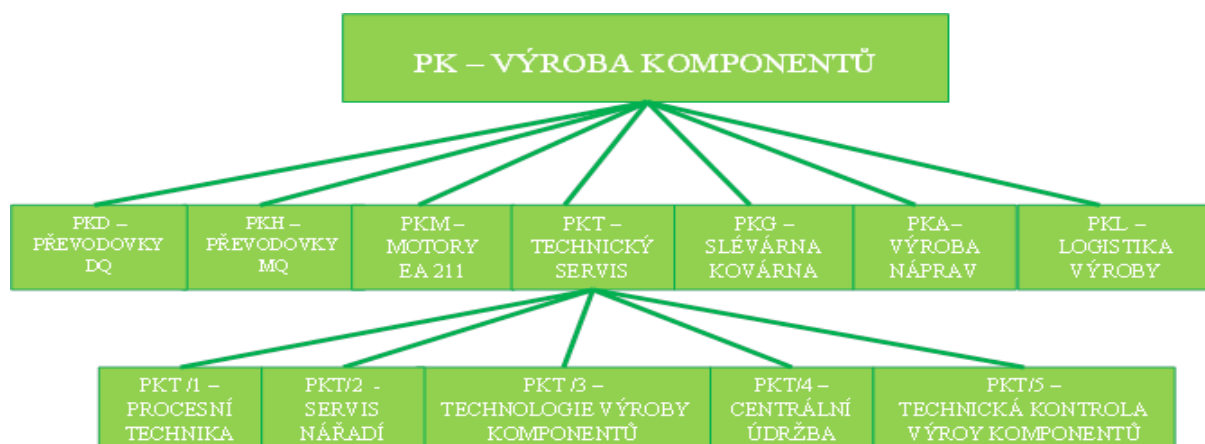 PK – VÝROBA KOMPONENTŮ
PKD –
PŘEVODOVKY
DQ
PKH –
PŘEVODOVKY
MQ
PKM –
MOTORY
EA 211
PKT –
TECHNICKÝ
SERVIS
PKG –
SLÉVÁRNA
KOVÁRNA
PKA–
VÝROBA
NÁPRAV
PKL –
LOGISTIKA
VÝROBY
PKT /1 –
PROCESNÍ
TECHNIKA
PKT/2 -
SERVIS
NÁŘADÍ
PKT /3 –
TECHNOLOGIE VÝROBY
KOMPONENTŮ
PKT/4 –
CENTRÁLNÍ
ÚDRŽBA
PKT/5 –
TECHNICKÁ KONTROLA
VÝROY KOMPONENTŮ